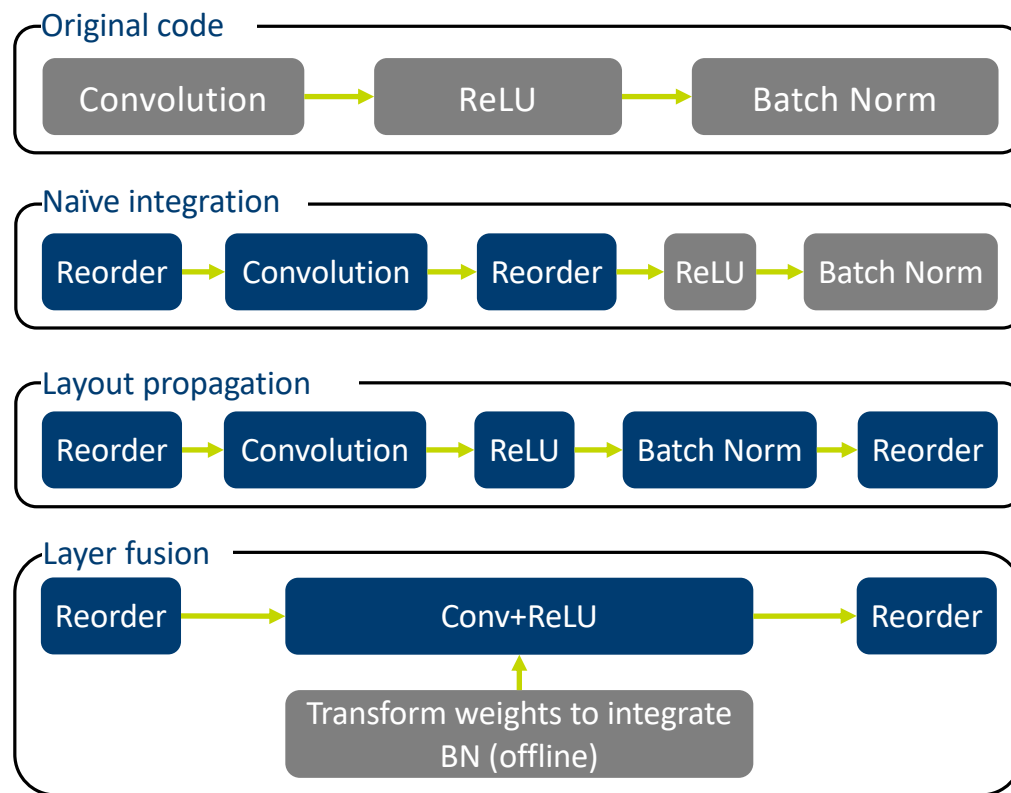 Original code
Convolution
ReLU
Batch Norm
Naïve integration
Reorder
Convolution
Reorder
ReLU
Batch Norm
Layout propagation
Reorder
Convolution
ReLU
Batch Norm
Reorder
Layer fusion
Reorder
Conv+ReLU
Reorder
Transform weights to integrate
BN (offline)